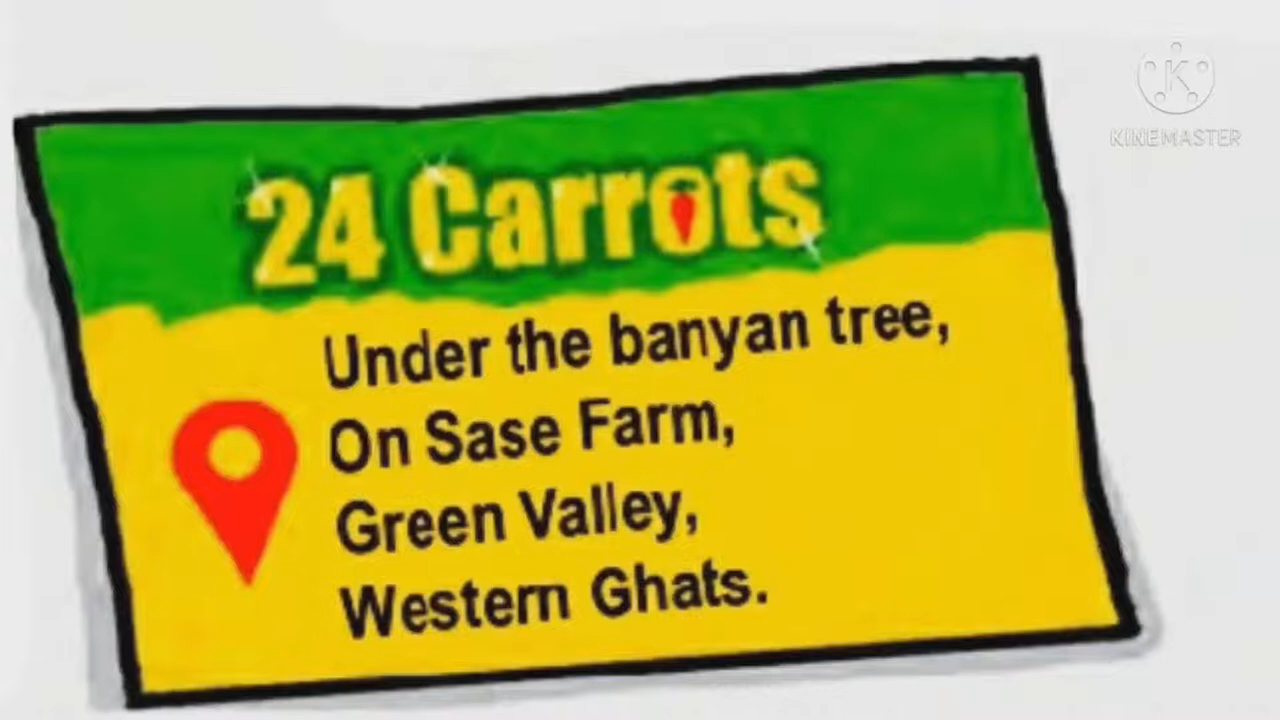 24 Carrots
Under the banyan tree,
On Sase Farm,
Green Valley,
Western Ghats.
K
KINEMASTER